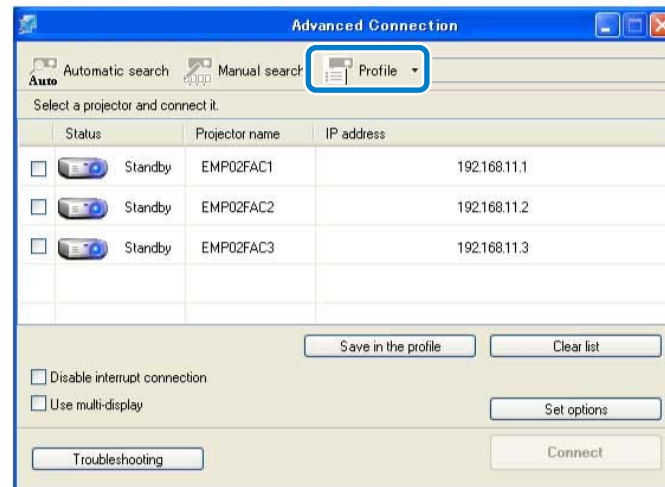 Advanced Connection
Auto Automatic search Manual search Profile
Select a projector and connect it.
Status Projector name IP address
Standby EMP02FAC1 192.168.11.1
Standby EMP02FAC2 192.168.11.2
Standby EMP02FAC3 192.168.11.3
Save in the profile Clear list
Disable interrupt connection
Use multi-display
Set options
Troubleshooting Connect